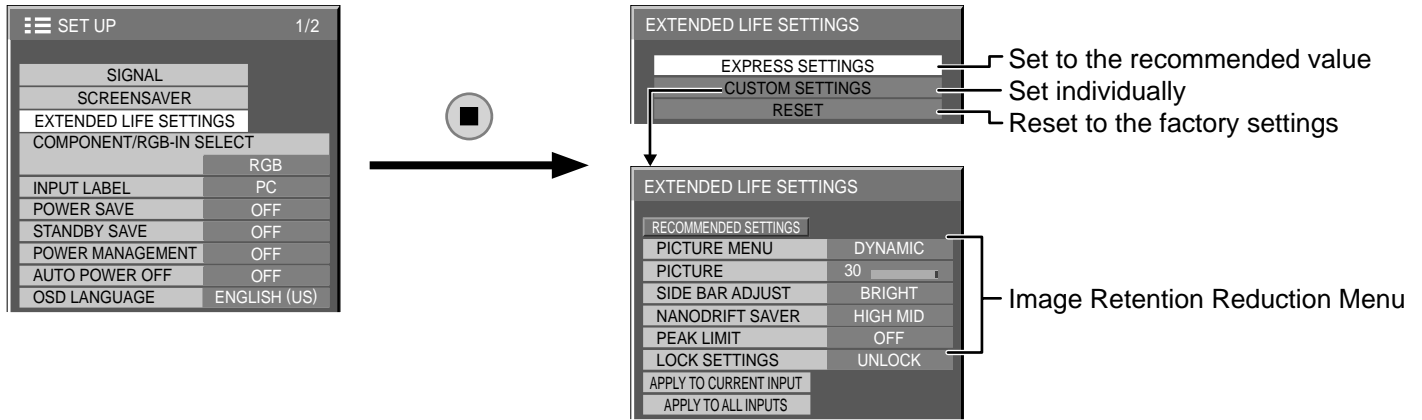 SET UP 1/2
SIGNAL
SCREENSAVER
EXTENDED LIFE SETTINGS
COMPONENT/RGB-IN SELECT
RGB
INPUT LABEL PC
POWER SAVE OFF
STANDBY SAVE OFF
POWER MANAGEMENT OFF
AUTO POWER OFF OFF
OSD LANGUAGE ENGLISH (US)
EXTENDED LIFE SETTINGS
EXPRESS SETTINGS
CUSTOM SETTINGS
RESET
Set to the recommended value
Set individually
Reset to the factory settings
EXTENDED LIFE SETTINGS
RECOMMENDED SETTINGS
PICTURE MENU DYNAMIC
PICTURE 30
SIDE BAR ADJUST BRIGHT
NANODRIFT SAVER HIGH MID
PEAK LIMIT OFF
LOCK SETTINGS UNLOCK
APPLY TO CURRENT INPUT
APPLY TO ALL INPUTS
Image Retention Reduction Menu